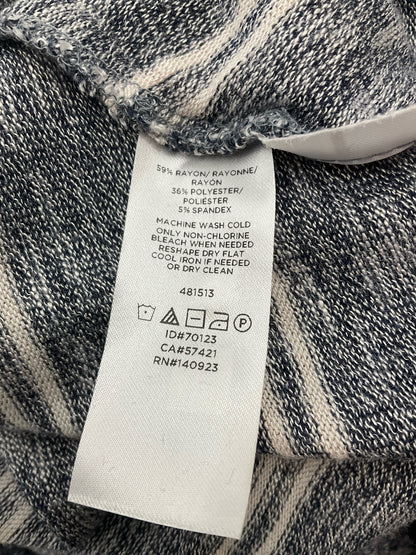 59% RAYON/ RAYONNE/
RAYÓN
36% POLYESTER/
POLIÉSTER
5% SPANDEX
MACHINE WASH COLD
ONLY NON-CHLORINE
BLEACH WHEN NEEDED
RESHAPE DRY FLAT
COOL IRON IF NEEDED
OR DRY CLEAN
481513
P
ID#70123
CA#57421
RN#140923